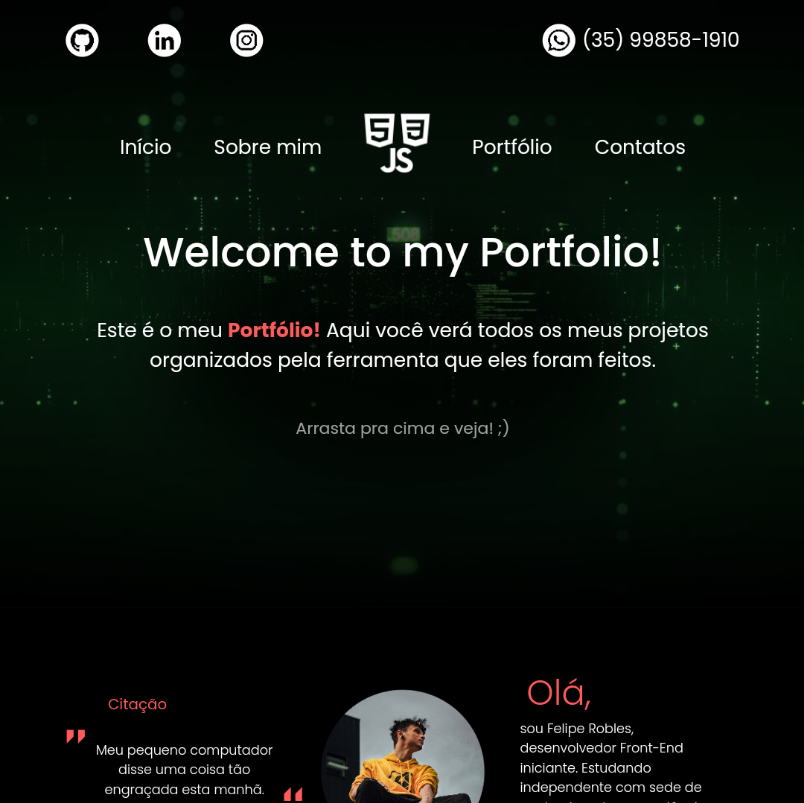 (35) 99858-1910
Início
Sobre mim
5 3
JS
Portfólio
Contatos
Welcome to my Portfolio!
Este é o meu Portfólio! Aqui você verá todos os meus projetos
organizados pela ferramenta que eles foram feitos.
Arrasta pra cima e veja! ;)
Citação
Meu pequeno computador
disse uma coisa tão
engraçada esta manhã.
Olá,
sou Felipe Robles,
desenvolvedor Front-End
iniciante. Estudando
independente com sede de